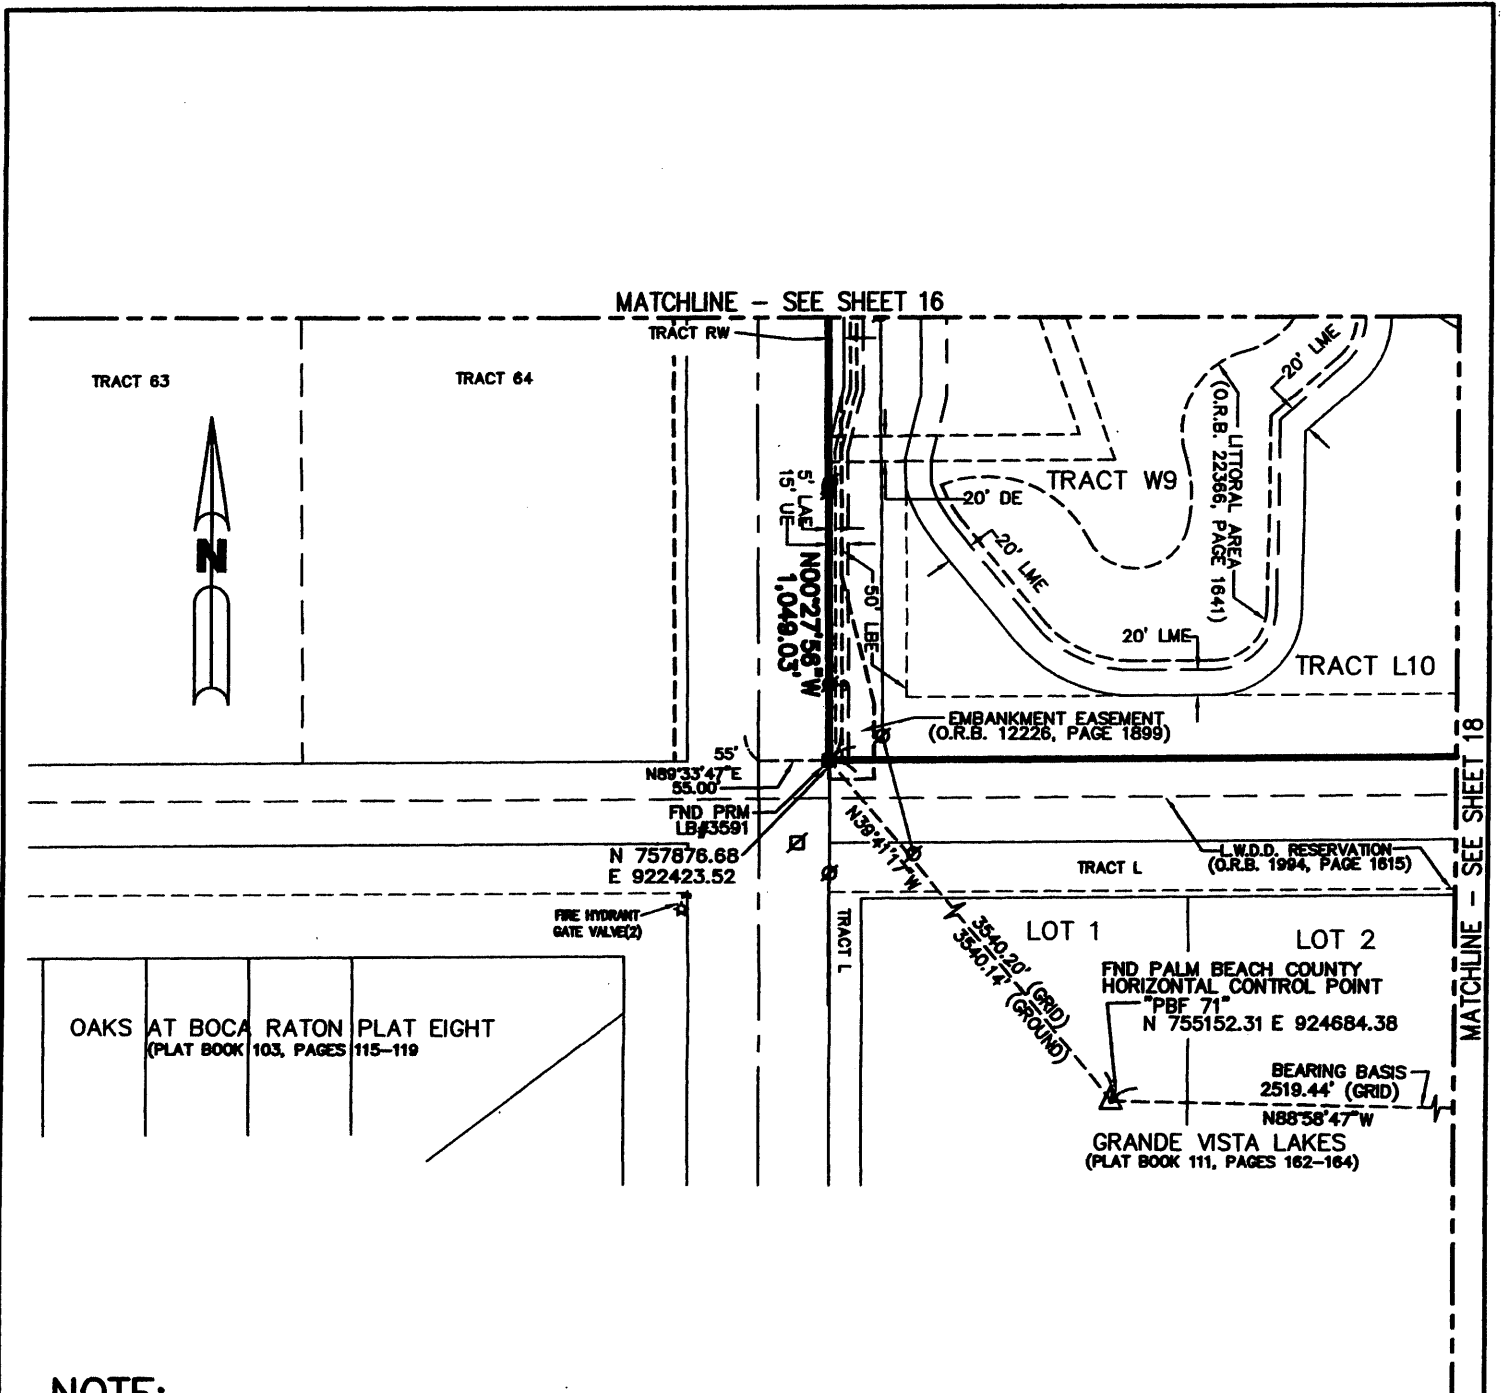 MATCHLINE - SEE SHEET 16
TRACT RW
TRACT 63
TRACT 64
N
20' LME
LITTORAL AREA
(O.R.B. 22366, PAGE 1641)
TRACT W9
20' DE
5' LAE
15' UE
20' LME
N00°27'56"W
1,049.03'
50' LBE
20' LME
TRACT L10
EMBANKMENT EASEMENT
(O.R.B. 12226, PAGE 1899)
55'
N89°33'47"E
55.00'
FND PRM
LB#3591
N 757876.68
E 922423.52
N39°41'17"W
L.W.D.D. RESERVATION
(O.R.B. 1994, PAGE 1615)
TRACT L
MATCHLINE - SEE SHEET 18
FIRE HYDRANT
GATE VALVE(2)
TRACT L
3540.20' (GRID)
3540.14' (GROUND)
LOT 1
LOT 2
FND PALM BEACH COUNTY
HORIZONTAL CONTROL POINT
"PBF 71"
N 755152.31 E 924684.38
OAKS AT BOCA RATON PLAT EIGHT
(PLAT BOOK 103, PAGES 115-119
BEARING BASIS
2519.44' (GRID)
N88°58'47"W
GRANDE VISTA LAKES
(PLAT BOOK 111, PAGES 162-164)
NOTE: